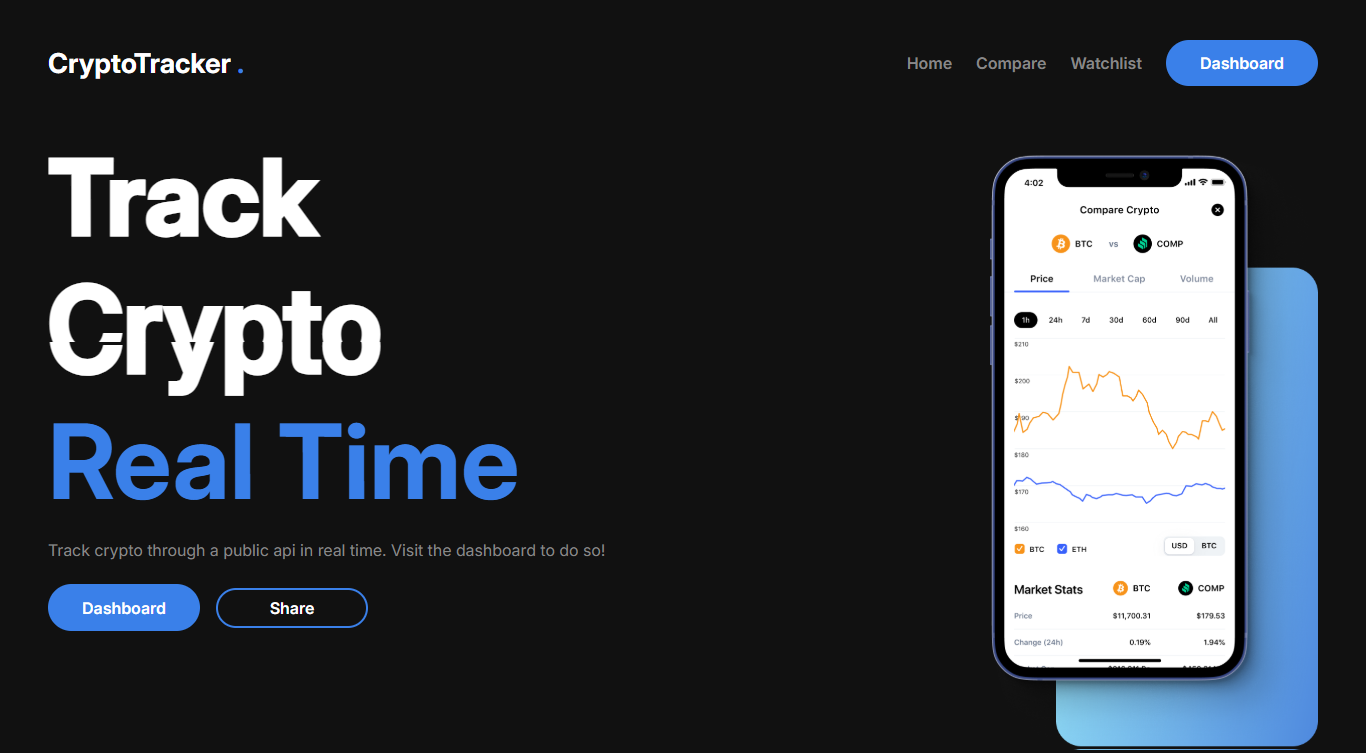 CryptoTracker .
Home Compare Watchlist Dashboard
Track
Crypto
Real Time
Track crypto through a public api in real time. Visit the dashboard to do so!
Dashboard Share
4:02
Compare Crypto
BTC vs COMP
Price Market Cap Volume
1h 24h 7d 30d 60d 90d All
$210
$200
$190
$180
$170
$160
BTC ETH USD BTC
Market Stats BTC COMP
Price $11,700.31 $179.53
Change (24h) 0.19% 1.94%